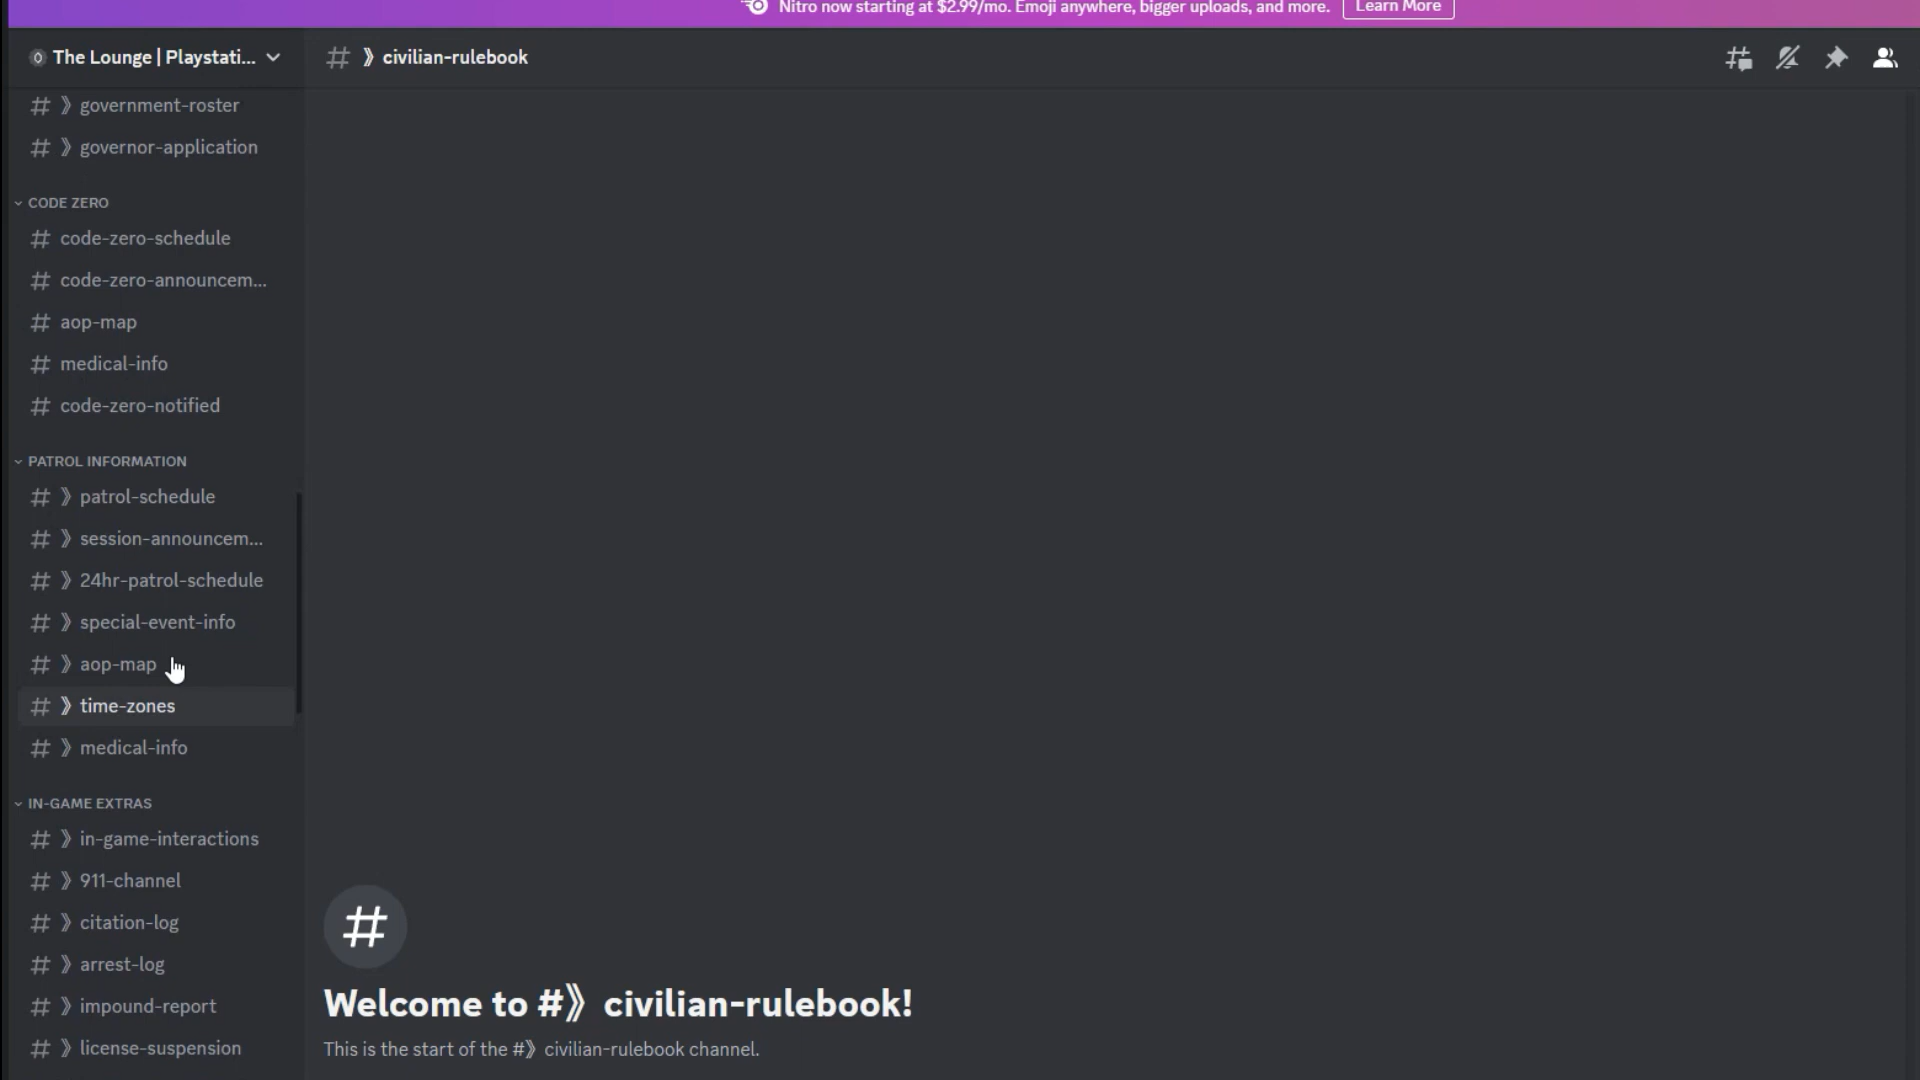 Nitro now starting at $2.99/mo. Emoji anywhere, bigger uploads, and more. Learn More
The Lounge | Playstati...
# 》civilian-rulebook
# 》government-roster
# 》governor-application
CODE ZERO
# code-zero-schedule
# code-zero-announcem...
# aop-map
# medical-info
# code-zero-notified
PATROL INFORMATION
# 》patrol-schedule
# 》session-announcem...
# 》24hr-patrol-schedule
# 》special-event-info
# 》aop-map
# 》time-zones
# 》medical-info
IN-GAME EXTRAS
# 》in-game-interactions
# 》911-channel
# 》citation-log
# 》arrest-log
# 》impound-report
# 》license-suspension
#
Welcome to #》civilian-rulebook!
This is the start of the #》civilian-rulebook channel.